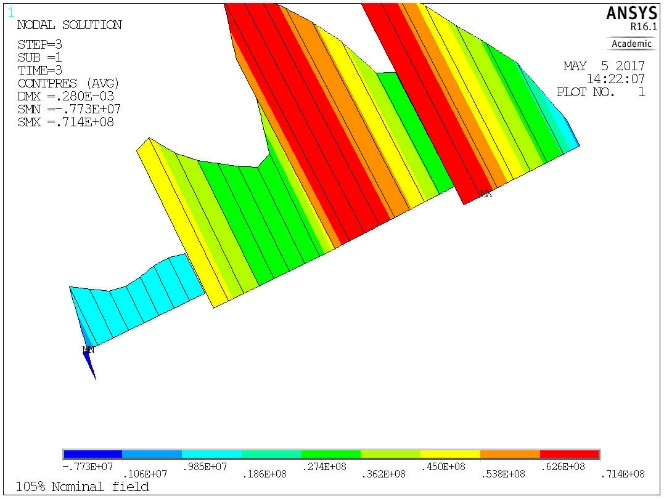 1
NODAL SOLUTION
STEP=3
SUB =1
TIME=3
CONTPRES (AVG)
DMX =.280E-03
SMN =-.773E+07
SMX =.714E+08
ANSYS
R16.1
Academic
MAY 5 2017
14:22:07
PLOT NO. 1
MX
MN
-.773E+07 .106E+07 .985E+07 .186E+08 .274E+08 .362E+08 .450E+08 .538E+08 .626E+08 .714E+08
105% Nominal field